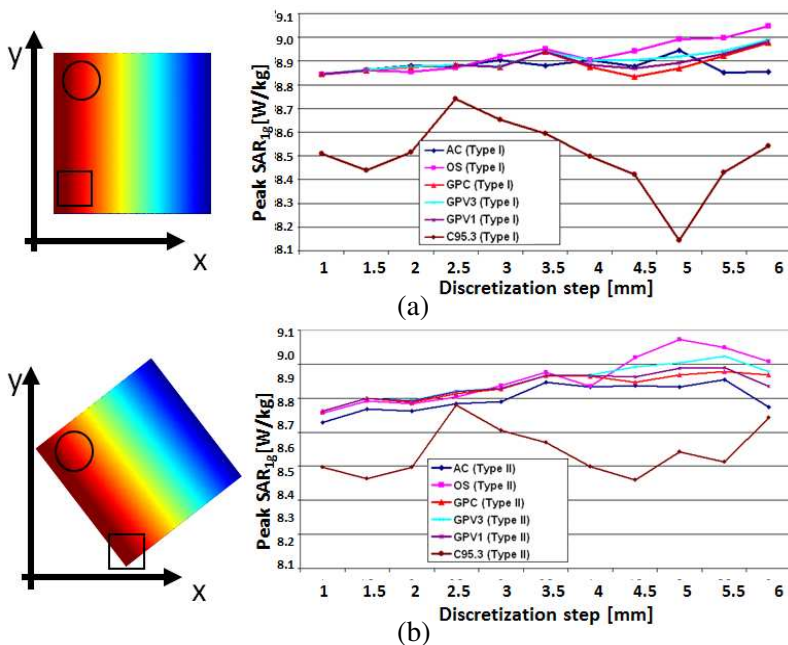 9.1
9.0
8.9
8.8
8.7
8.6
8.5
8.4
8.3
8.2
8.1
y
x
Peak SAR1g[W/kg]
AC (Type I)
OS (Type I)
GPC (Type I)
GPV3 (Type I)
GPV1 (Type I)
C95.3 (Type I)
1 1.5 2 2.5 3 3.5 4 4.5 5 5.5 6
Discretization step [mm]
(a)
9.1
9.0
8.9
8.8
8.6
8.5
8.4
8.3
8.2
8.1
y
x
Peak SAR1g[W/kg]
AC (Type II)
OS (Type II)
GPC (Type II)
GPV3 (Type II)
GPV1 (Type II)
C95.3 (Type II)
1 1.5 2 2.5 3 3.5 4 4.5 5 5.5 6
Discretization step [mm]
(b)